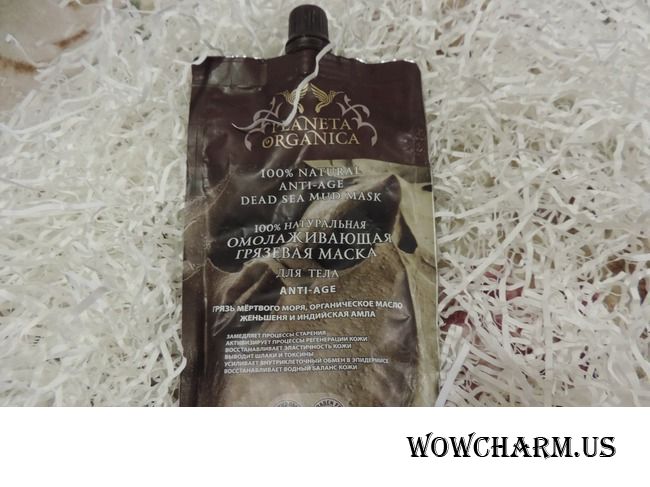 PLANETA
ORGANICA
100% NATURAL
ANTI-AGE
DEAD SEA MUD MASK
100% НАТУРАЛЬНАЯ
ОМОЛАЖИВАЮЩАЯ
ГРЯЗЕВАЯ МАСКА
ДЛЯ ТЕЛА
ANTI-AGE
ГРЯЗЬ МЁРТВОГО МОРЯ, ОРГАНИЧЕСКОЕ МАСЛО
ЖЕНЬШЕНЯ И ИНДИЙСКАЯ АМЛА
ЗАМЕДЛЯЕТ ПРОЦЕССЫ СТАРЕНИЯ
АКТИВИЗИРУЕТ ПРОЦЕССЫ РЕГЕНЕРАЦИИ КОЖИ
ВОССТАНАВЛИВАЕТ ЭЛАСТИЧНОСТЬ КОЖИ
ВЫВОДИТ ШЛАКИ И ТОКСИНЫ
УСИЛИВАЕТ ВНУТРИКЛЕТОЧНЫЙ ОБМЕН В ЭПИДЕРМИСЕ
ВОССТАНАВЛИВАЕТ ВОДНЫЙ БАЛАНС КОЖИ
WOWCHARM.US